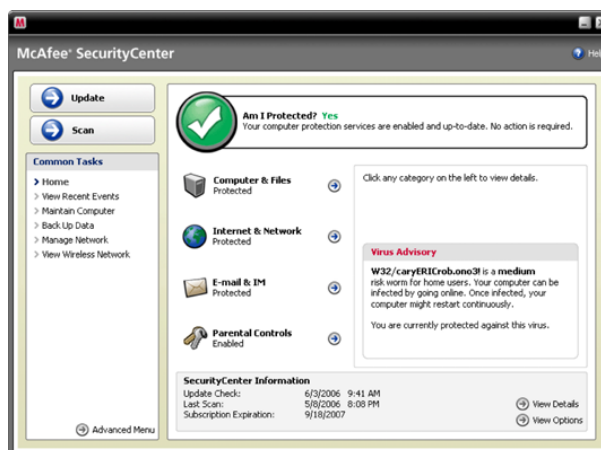 McAfee® SecurityCenter
Help
Update
Scan
Common Tasks
Home
View Recent Events
Maintain Computer
Back Up Data
Manage Network
View Wireless Network
Advanced Menu
Am I Protected? Yes
Your computer protection services are enabled and up-to-date. No action is required.
Computer & Files
Protected
Internet & Network
Protected
E-mail & IM
Protected
Parental Controls
Enabled
Click any category on the left to view details.
Virus Advisory
W32/caryERICrob.ono3! is a medium
risk worm for home users. Your computer can be
infected by going online. Once infected, your
computer might restart continuously.
You are currently protected against this virus.
SecurityCenter Information
Update Check: 6/3/2006 9:41 AM
Last Scan: 5/8/2006 8:08 PM
Subscription Expiration: 9/18/2007
View Details
View Options